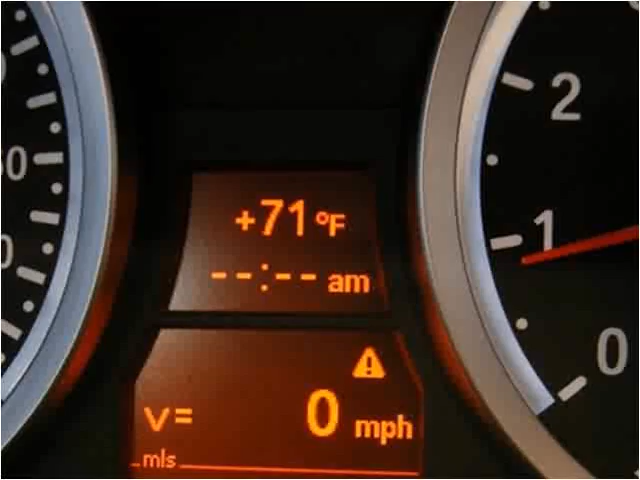 +71 °F
--:-- am
v= 0 mph
mls
2
1
0